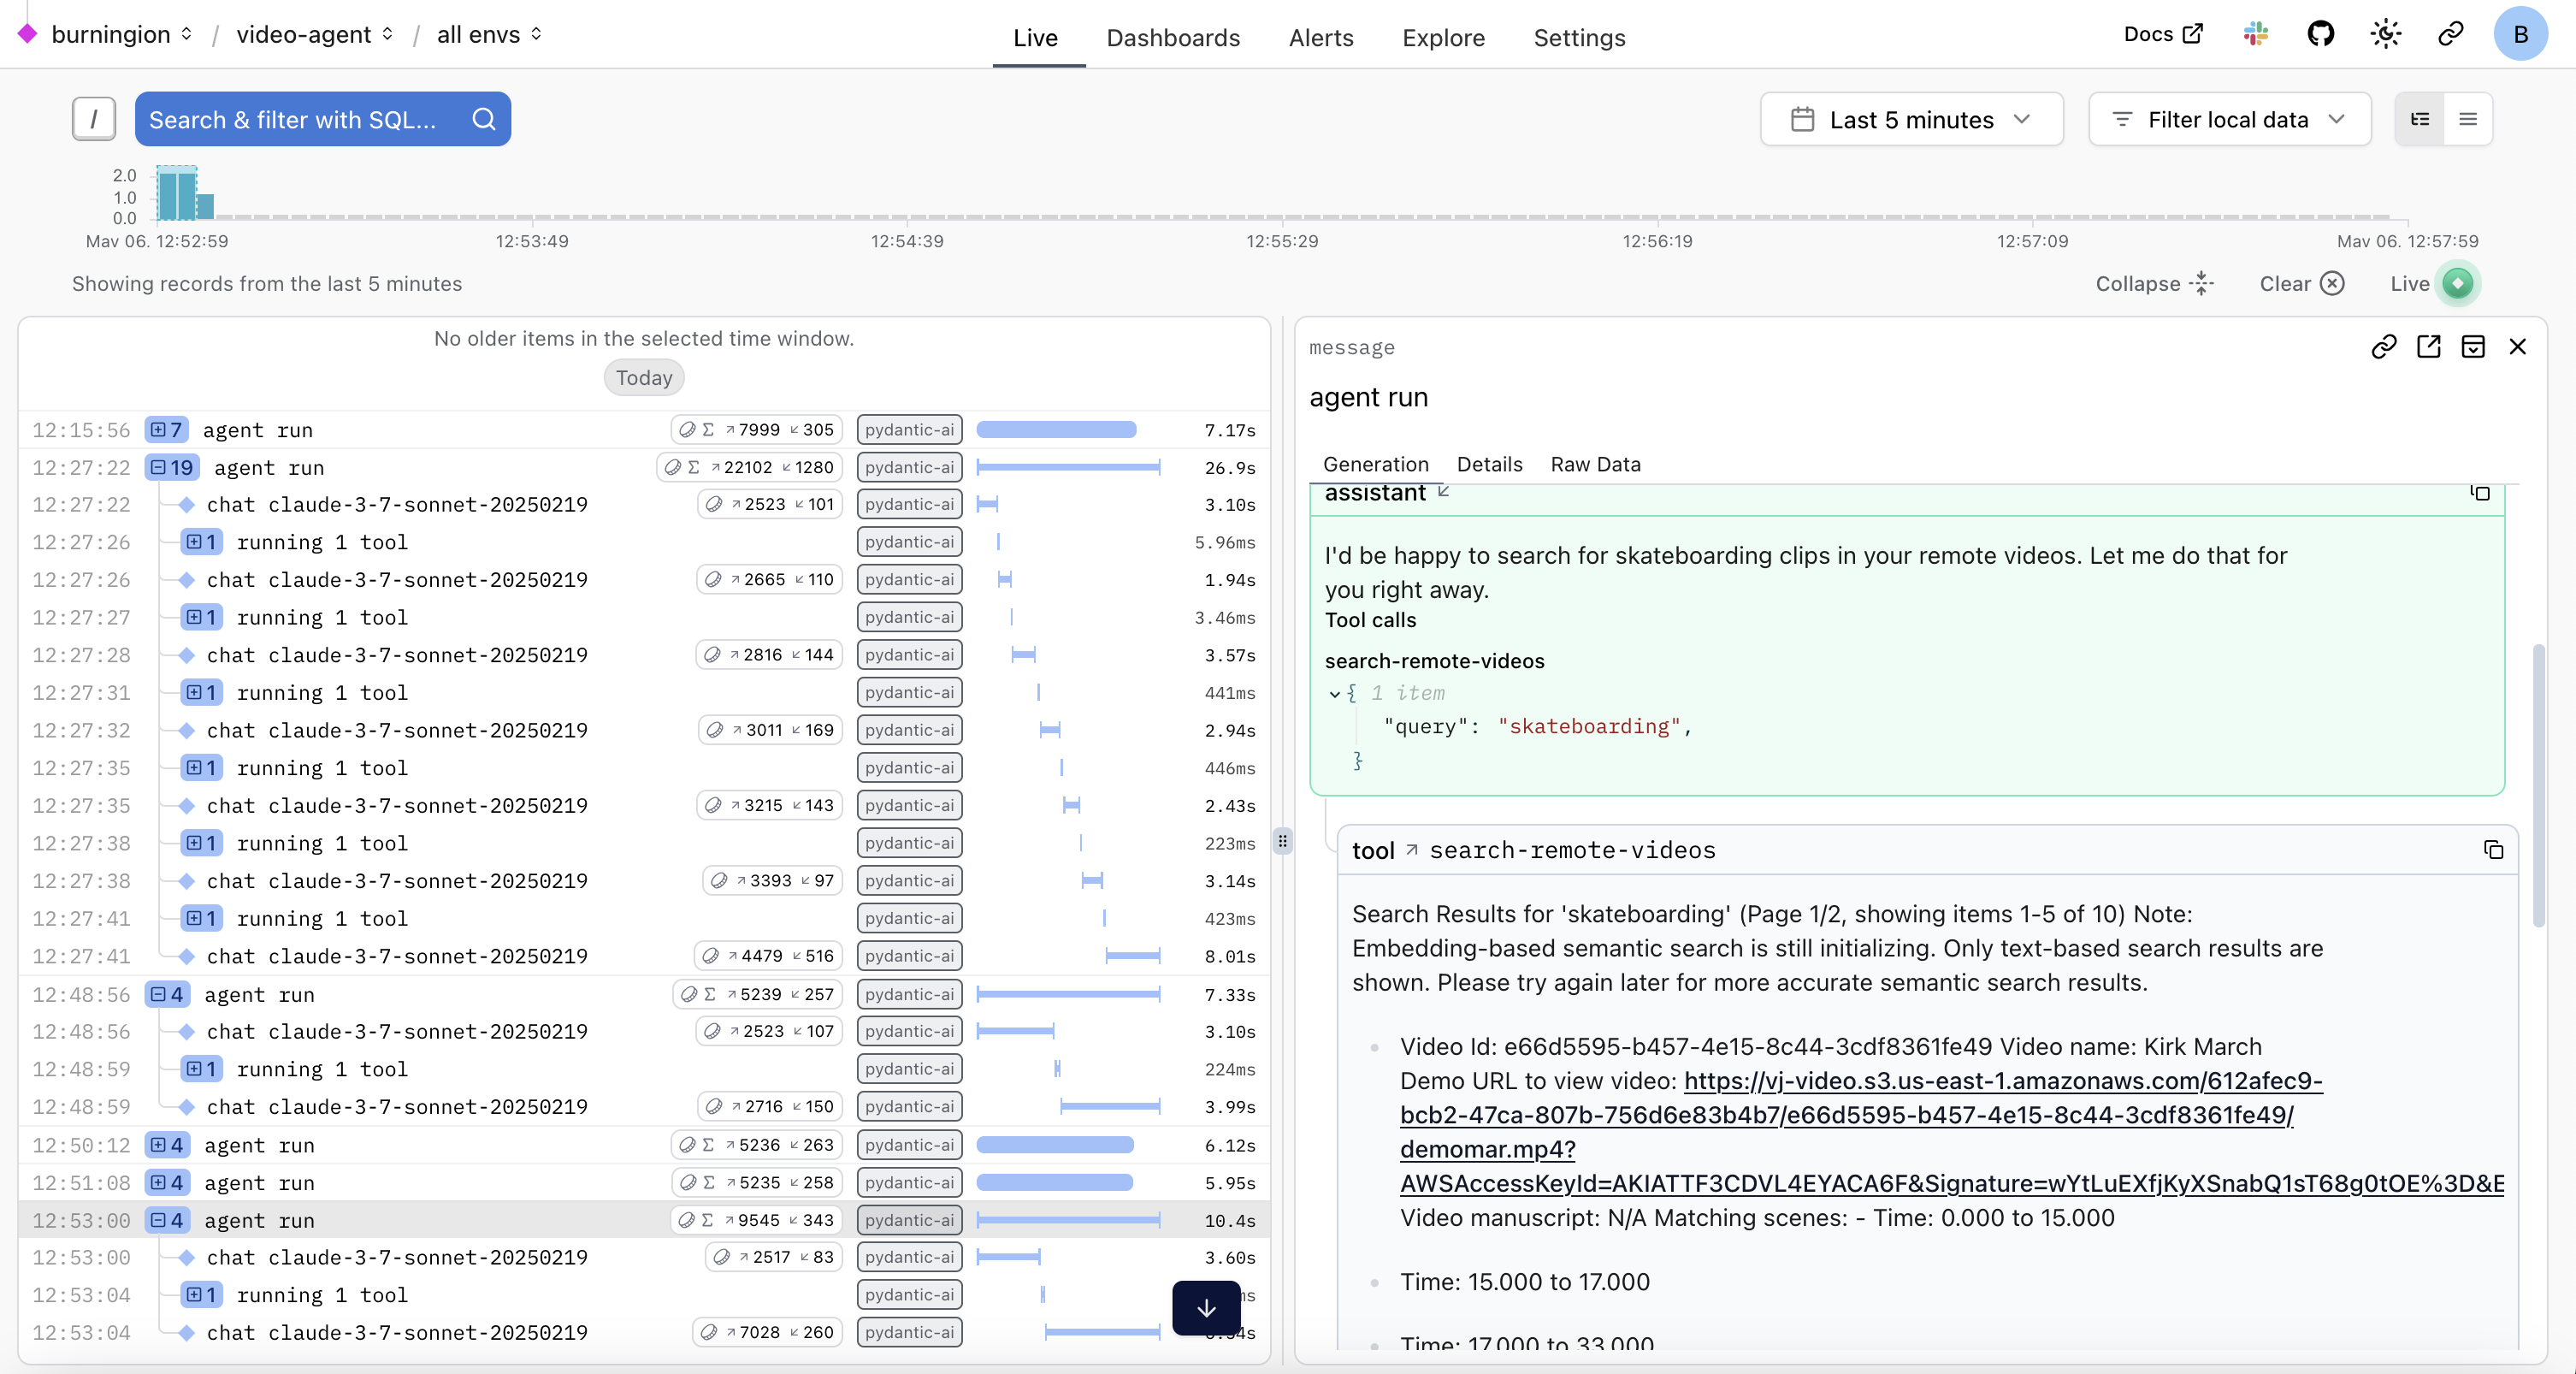 burningion / video-agent / all envs
Live Dashboards Alerts Explore Settings
Docs B
/ Search & filter with SQL...
Last 5 minutes Filter local data
2.0
1.0
0.0
May 06, 12:52:59 12:53:49 12:54:39 12:55:29 12:56:19 12:57:09 May 06, 12:57:59
Showing records from the last 5 minutes
Collapse Clear Live
No older items in the selected time window.
Today
12:15:56 7 agent run Σ 7999 305 pydantic-ai 7.17s
12:27:22 19 agent run Σ 22102 1280 pydantic-ai 26.9s
12:27:22 chat claude-3-7-sonnet-20250219 2523 101 pydantic-ai 3.10s
12:27:26 1 running 1 tool pydantic-ai 5.96ms
12:27:26 chat claude-3-7-sonnet-20250219 2665 110 pydantic-ai 1.94s
12:27:27 1 running 1 tool pydantic-ai 3.46ms
12:27:28 chat claude-3-7-sonnet-20250219 2816 144 pydantic-ai 3.57s
12:27:31 1 running 1 tool pydantic-ai 441ms
12:27:32 chat claude-3-7-sonnet-20250219 3011 169 pydantic-ai 2.94s
12:27:35 1 running 1 tool pydantic-ai 446ms
12:27:35 chat claude-3-7-sonnet-20250219 3215 143 pydantic-ai 2.43s
12:27:38 1 running 1 tool pydantic-ai 223ms
12:27:38 chat claude-3-7-sonnet-20250219 3393 97 pydantic-ai 3.14s
12:27:41 1 running 1 tool pydantic-ai 423ms
12:27:41 chat claude-3-7-sonnet-20250219 4479 516 pydantic-ai 8.01s
12:48:56 4 agent run Σ 5239 257 pydantic-ai 7.33s
12:48:56 chat claude-3-7-sonnet-20250219 2523 107 pydantic-ai 3.10s
12:48:59 1 running 1 tool pydantic-ai 224ms
12:48:59 chat claude-3-7-sonnet-20250219 2716 150 pydantic-ai 3.99s
12:50:12 4 agent run Σ 5236 263 pydantic-ai 6.12s
12:51:08 4 agent run Σ 5235 258 pydantic-ai 5.95s
12:53:00 4 agent run Σ 9545 343 pydantic-ai 10.4s
12:53:00 chat claude-3-7-sonnet-20250219 2517 83 pydantic-ai 3.60s
12:53:04 1 running 1 tool pydantic-ai
12:53:04 chat claude-3-7-sonnet-20250219 7028 260 pydantic-ai
message
agent run
Generation Details Raw Data
assistant
I'd be happy to search for skateboarding clips in your remote videos. Let me do that for
you right away.
Tool calls
search-remote-videos
{ 1 item
"query": "skateboarding",
}
tool search-remote-videos
Search Results for 'skateboarding' (Page 1/2, showing items 1-5 of 10) Note:
Embedding-based semantic search is still initializing. Only text-based search results are
shown. Please try again later for more accurate semantic search results.
Video Id: e66d5595-b457-4e15-8c44-3cdf8361fe49 Video name: Kirk March
Demo URL to view video: https://vj-video.s3.us-east-1.amazonaws.com/612afec9-
bcb2-47ca-807b-756d6e83b4b7/e66d5595-b457-4e15-8c44-3cdf8361fe49/
demomar.mp4?
AWSAccessKeyId=AKIATTF3CDVL4EYACA6F&Signature=wYtLuEXfjKyXSnabQ1sT68g0tOE%3D&E
Video manuscript: N/A Matching scenes: - Time: 0.000 to 15.000
Time: 15.000 to 17.000
Time: 17.000 to 33.000